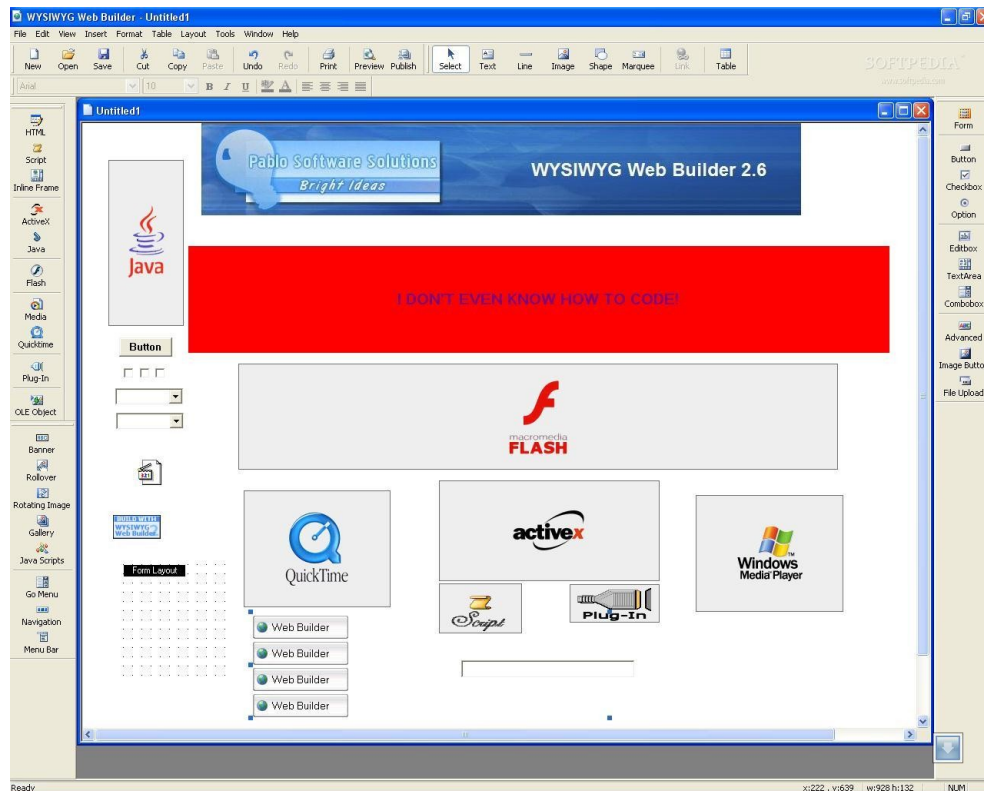 WYSIWYG Web Builder - Untitled1
File Edit View Insert Format Table Layout Tools Window Help
New Open Save Cut Copy Paste Undo Redo Print Preview Publish Select Text Line Image Shape Marquee Link Table
SOFTPEDIA
www.softpedia.com
Arial 10 B I U A
Untitled1
HTML
Script
Inline Frame
ActiveX
Java
Flash
Media
Quicktime
Plug-In
OLE Object
Banner
Rollover
Rotating Image
Gallery
Java Scripts
Go Menu
Navigation
Menu Bar
Pablo Software Solutions
Bright Ideas
WYSIWYG Web Builder 2.6
Java
I DON'T EVEN KNOW HOW TO CODE!
Button
macromedia
FLASH
BUILD WITH
WYSIWYG
Web Builder
2
Form Layout
QuickTime
activex
Windows
Media Player
Script
Plug-In
Web Builder
Web Builder
Web Builder
Web Builder
Form
Button
Checkbox
Option
Editbox
TextArea
Combobox
Advanced
Image Butto
File Upload
Ready
x:222 , y:639 w:928 h:132 NUM